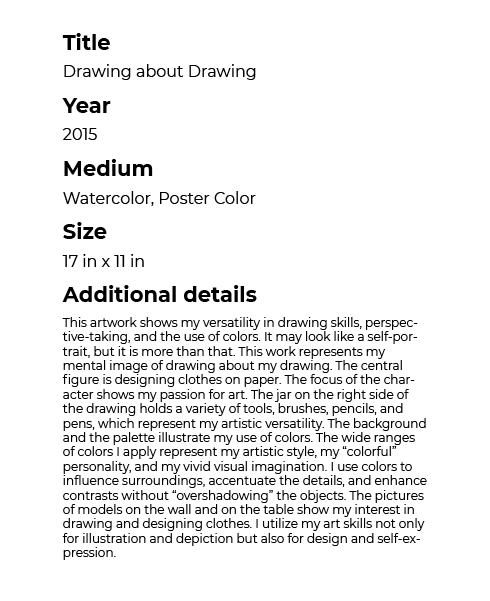 Title
Drawing about Drawing
Year
2015
Medium
Watercolor, Poster Color
Size
17 in x 11 in
Additional details
This artwork shows my versatility in drawing skills, perspec-
tive-taking, and the use of colors. It may look like a self-por-
trait, but it is more than that. This work represents my
mental image of drawing about my drawing. The central
figure is designing clothes on paper. The focus of the char-
acter shows my passion for art. The jar on the right side of
the drawing holds a variety of tools, brushes, pencils, and
pens, which represent my artistic versatility. The background
and the palette illustrate my use of colors. The wide ranges
of colors I apply represent my artistic style, my “colorful”
personality, and my vivid visual imagination. I use colors to
influence surroundings, accentuate the details, and enhance
contrasts without “overshadowing” the objects. The pictures
of models on the wall and on the table show my interest in
drawing and designing clothes. I utilize my art skills not only
for illustration and depiction but also for design and self-ex-
pression.